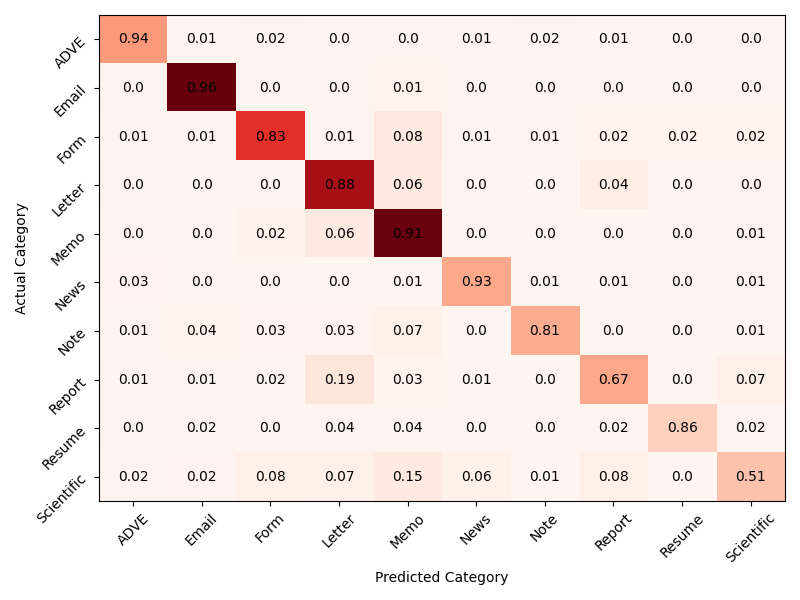 ADVE 0.94 0.01 0.02 0.0 0.0 0.01 0.02 0.01 0.0 0.0
Email 0.0 0.96 0.0 0.0 0.01 0.0 0.0 0.0 0.0 0.0
Form 0.01 0.01 0.83 0.01 0.08 0.01 0.01 0.02 0.02 0.02
Letter 0.0 0.0 0.0 0.88 0.06 0.0 0.0 0.04 0.0 0.0
Memo 0.0 0.0 0.02 0.06 0.91 0.0 0.0 0.0 0.0 0.01
News 0.03 0.0 0.0 0.0 0.01 0.93 0.01 0.01 0.0 0.01
Note 0.01 0.04 0.03 0.03 0.07 0.0 0.81 0.0 0.0 0.01
Report 0.01 0.01 0.02 0.19 0.03 0.01 0.0 0.67 0.0 0.07
Resume 0.0 0.02 0.0 0.04 0.04 0.0 0.0 0.02 0.86 0.02
Scientific 0.02 0.02 0.08 0.07 0.15 0.06 0.01 0.08 0.0 0.51
ADVE Email Form Letter Memo News Note Report Resume Scientific
Predicted Category
Actual Category